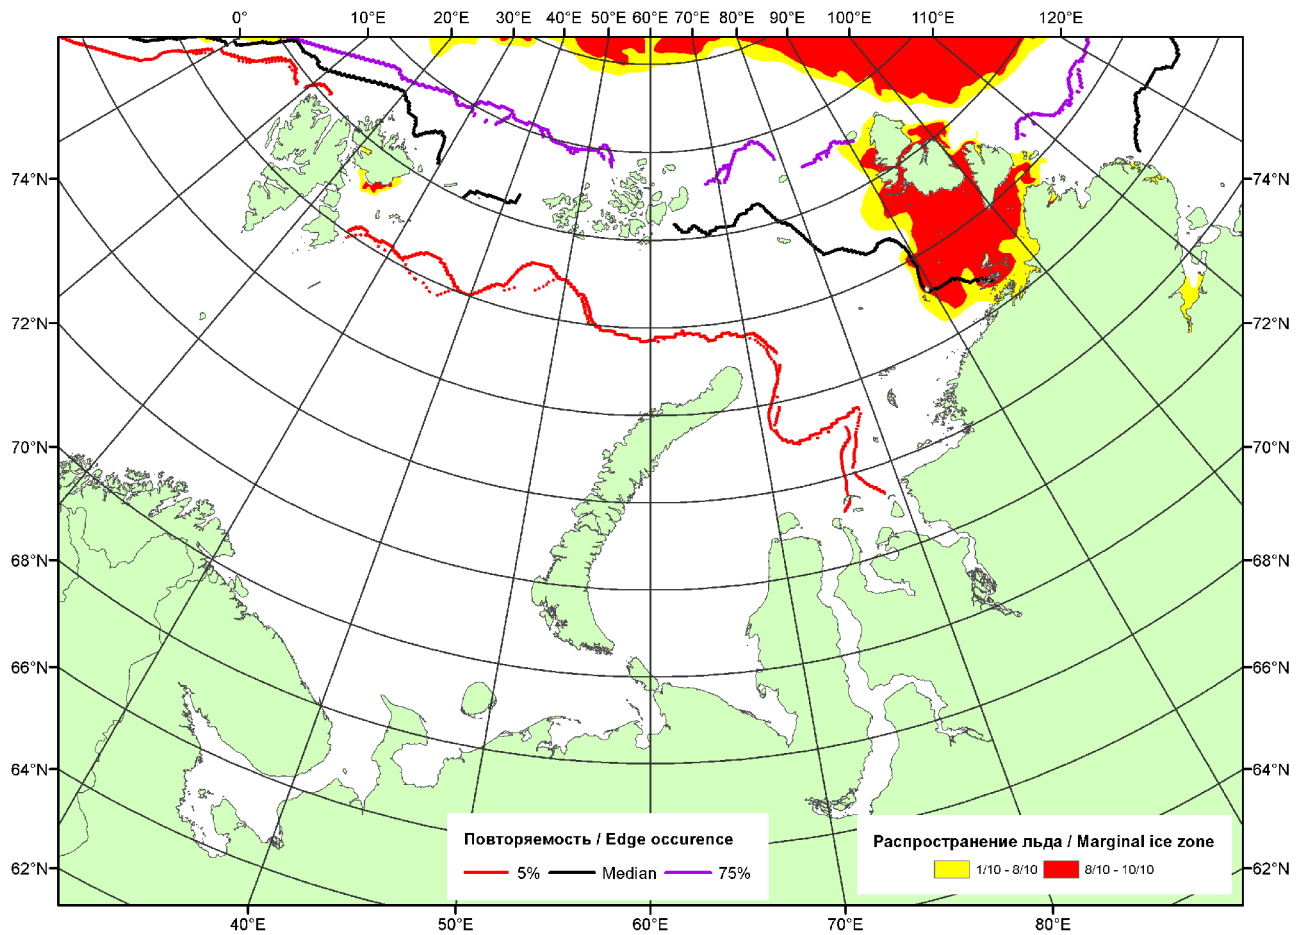 0° 10°E 20°E 30°E 40°E 50°E 60°E 70°E 80°E 90°E 100°E 110°E 120°E
74°N 74°N
72°N 72°N
70°N 70°N
68°N 68°N
66°N 66°N
64°N 64°N
62°N 62°N
Повторяемость / Edge occurence
5% Median 75%
Распространение льда / Marginal ice zone
1/10 - 8/10 8/10 - 10/10
40°E 50°E 60°E 70°E 80°E